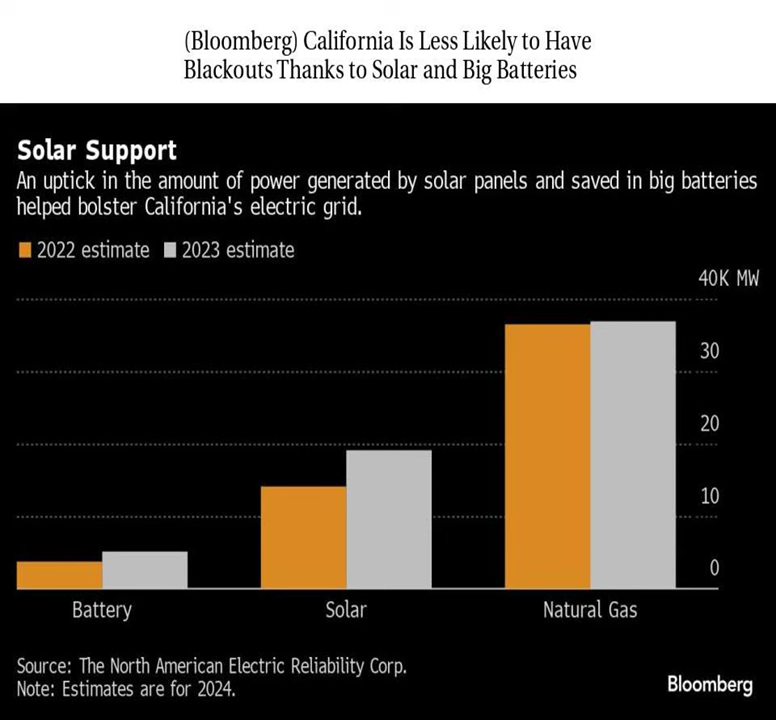 (Bloomberg) California Is Less Likely to Have
Blackouts Thanks to Solar and Big Batteries
Solar Support
An uptick in the amount of power generated by solar panels and saved in big batteries
helped bolster California's electric grid.
2022 estimate 2023 estimate
40K MW
30
20
10
0
Battery Solar Natural Gas
Source: The North American Electric Reliability Corp.
Note: Estimates are for 2024.
Bloomberg